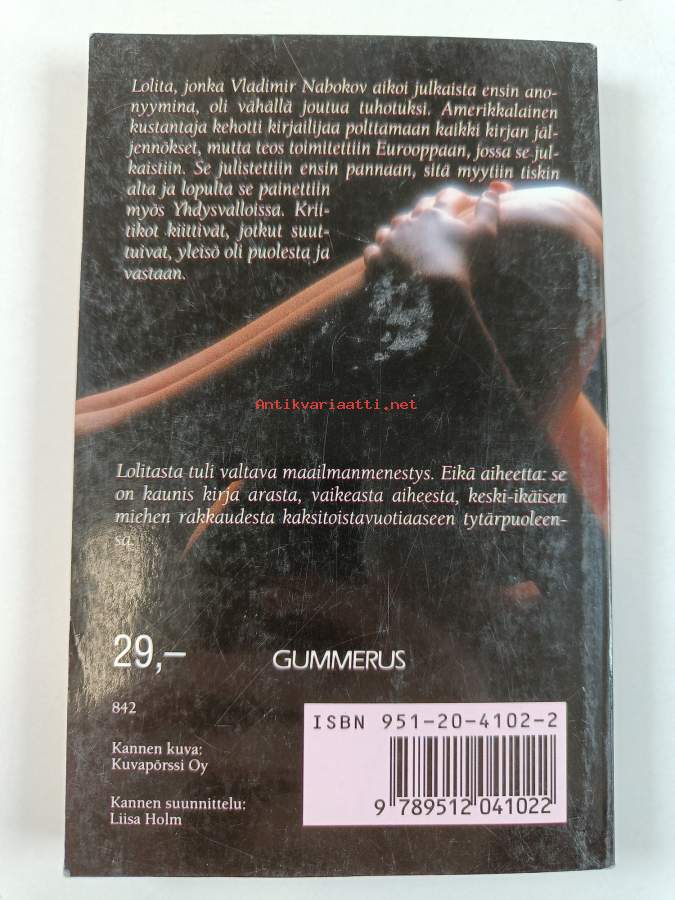 Lolita, jonka Vladimir Nabokov aikoi julkaista ensin ano-
nyymina, oli vähällä joutua tuhotuksi. Amerikkalainen
kustantaja kehotti kirjailijaa polttamaan kaikki kirjan jäl-
jennökset, mutta teos toimitettiin Eurooppaan, jossa se jul-
kaistiin. Se julistettiin ensin pannaan, sitä myytiin tiskin
alta ja lopulta se painettiin
myös Yhdysvalloissa. Krii-
tikot kiittivät, jotkut suut-
tuivat, yleisö oli puolesta ja
vastaan.
Antikvariaatti.net
Lolitasta tuli valtava maailmanmenestys. Eikä aiheetta: se
on kaunis kirja arasta, vaikeasta aiheesta, keski-ikäisen
miehen rakkaudesta kaksitoistavuotiaaseen tytärpuoleen-
sa.
29,–
GUMMERUS
842
ISBN 951-20-4102-2
Kannen kuva:
Kuvapörssi Oy
Kannen suunnittelu:
Liisa Holm
9 789512 041022